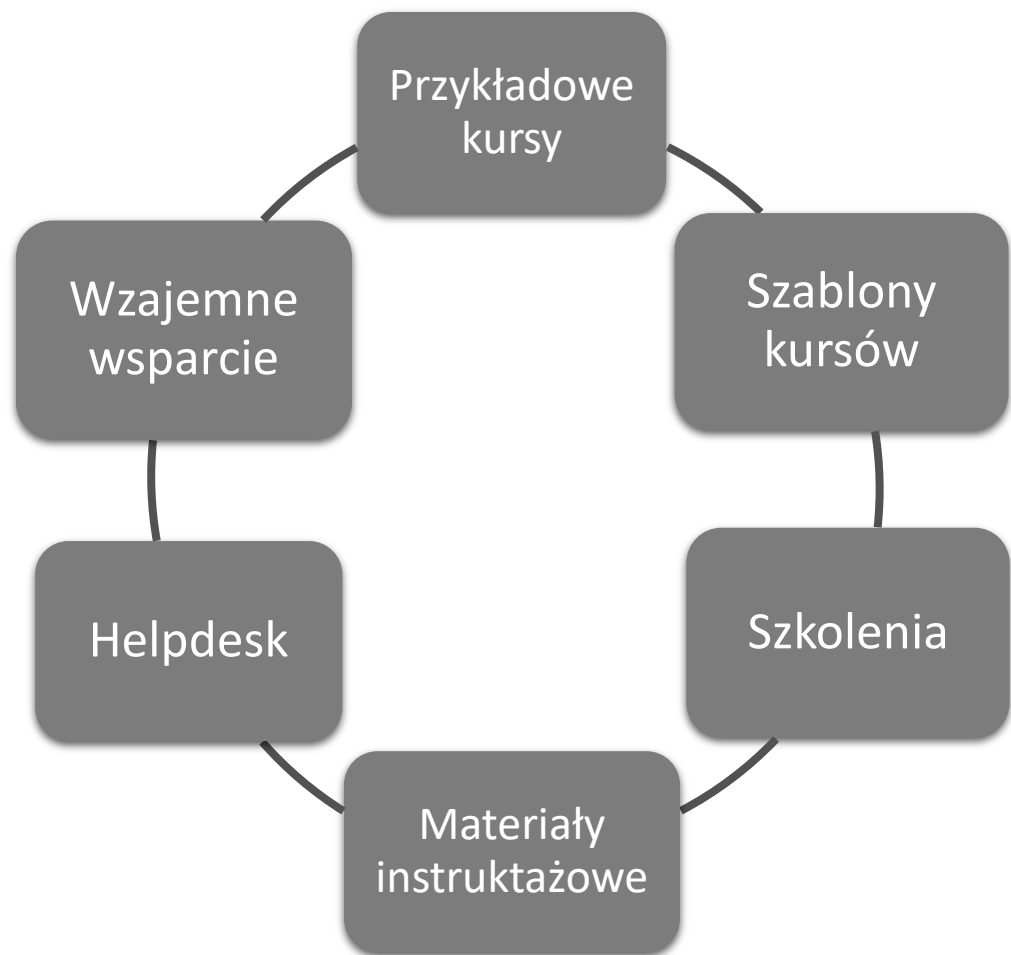 Przykładowe
kursy
Szablony
kursów
Szkolenia
Materiały
instruktażowe
Helpdesk
Wzajemne
wsparcie